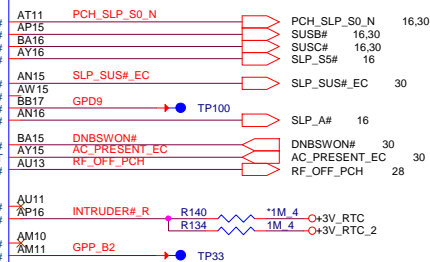 AT11 PCH_SLP_S0_N PCH_SLP_S0_N 16,30
AP15 SUSB# 16,30
BA16 SUSC# 16,30
AY16 SLP_S5# 16
AN15 SLP_SUS#_EC SLP_SUS#_EC 30
AW15
BB17 GPD9 TP100
AN16 SLP_A# 16
BA15 DNBSWON# DNBSWON# 30
AY15 AC_PRESENT_EC AC_PRESENT_EC 30
AU13 RF_OFF_PCH RF_OFF_PCH 28
AU11
AP16 INTRUDER#_R R140 *1M_4 +3V_RTC
R134 1M_4 +3V_RTC_2
AM10
AM11 GPP_B2 TP33